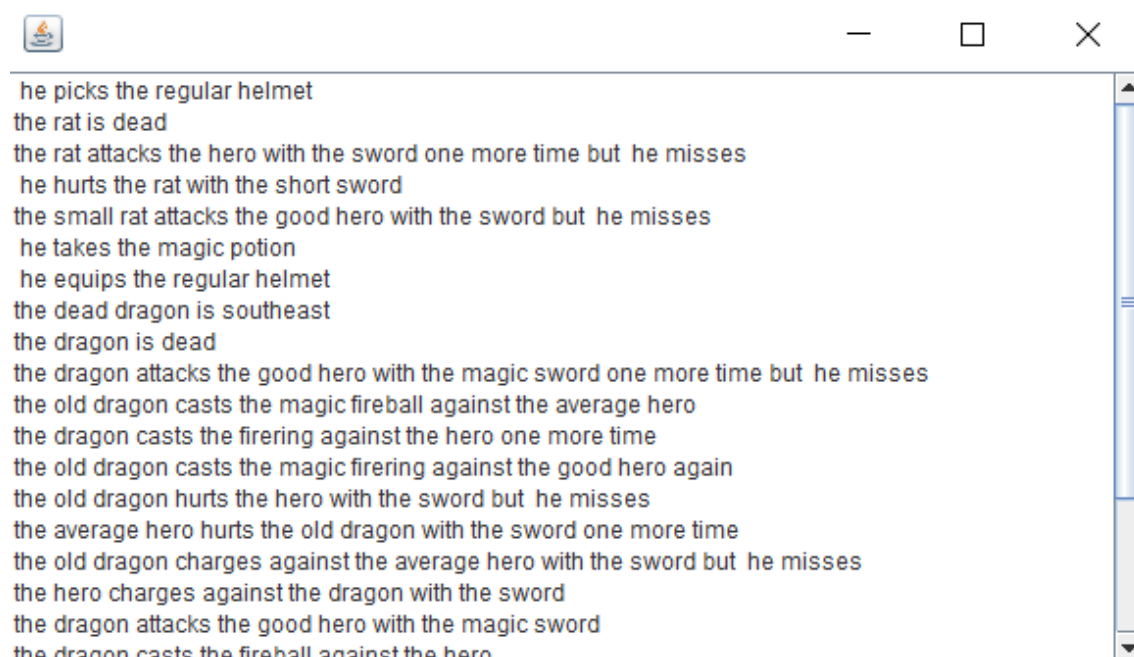 he picks the regular helmet
the rat is dead
the rat attacks the hero with the sword one more time but  he misses
he hurts the rat with the short sword
the small rat attacks the good hero with the sword but  he misses
he takes the magic potion
he equips the regular helmet
the dead dragon is southeast
the dragon is dead
the dragon attacks the good hero with the magic sword one more time but  he misses
the old dragon casts the magic fireball against the average hero
the dragon casts the firering against the hero one more time
the old dragon casts the magic firering against the good hero again
the old dragon hurts the hero with the sword but  he misses
the average hero hurts the old dragon with the sword one more time
the old dragon charges against the average hero with the sword but  he misses
the hero charges against the dragon with the sword
the dragon attacks the good hero with the magic sword
the dragon casts the fireball against the hero